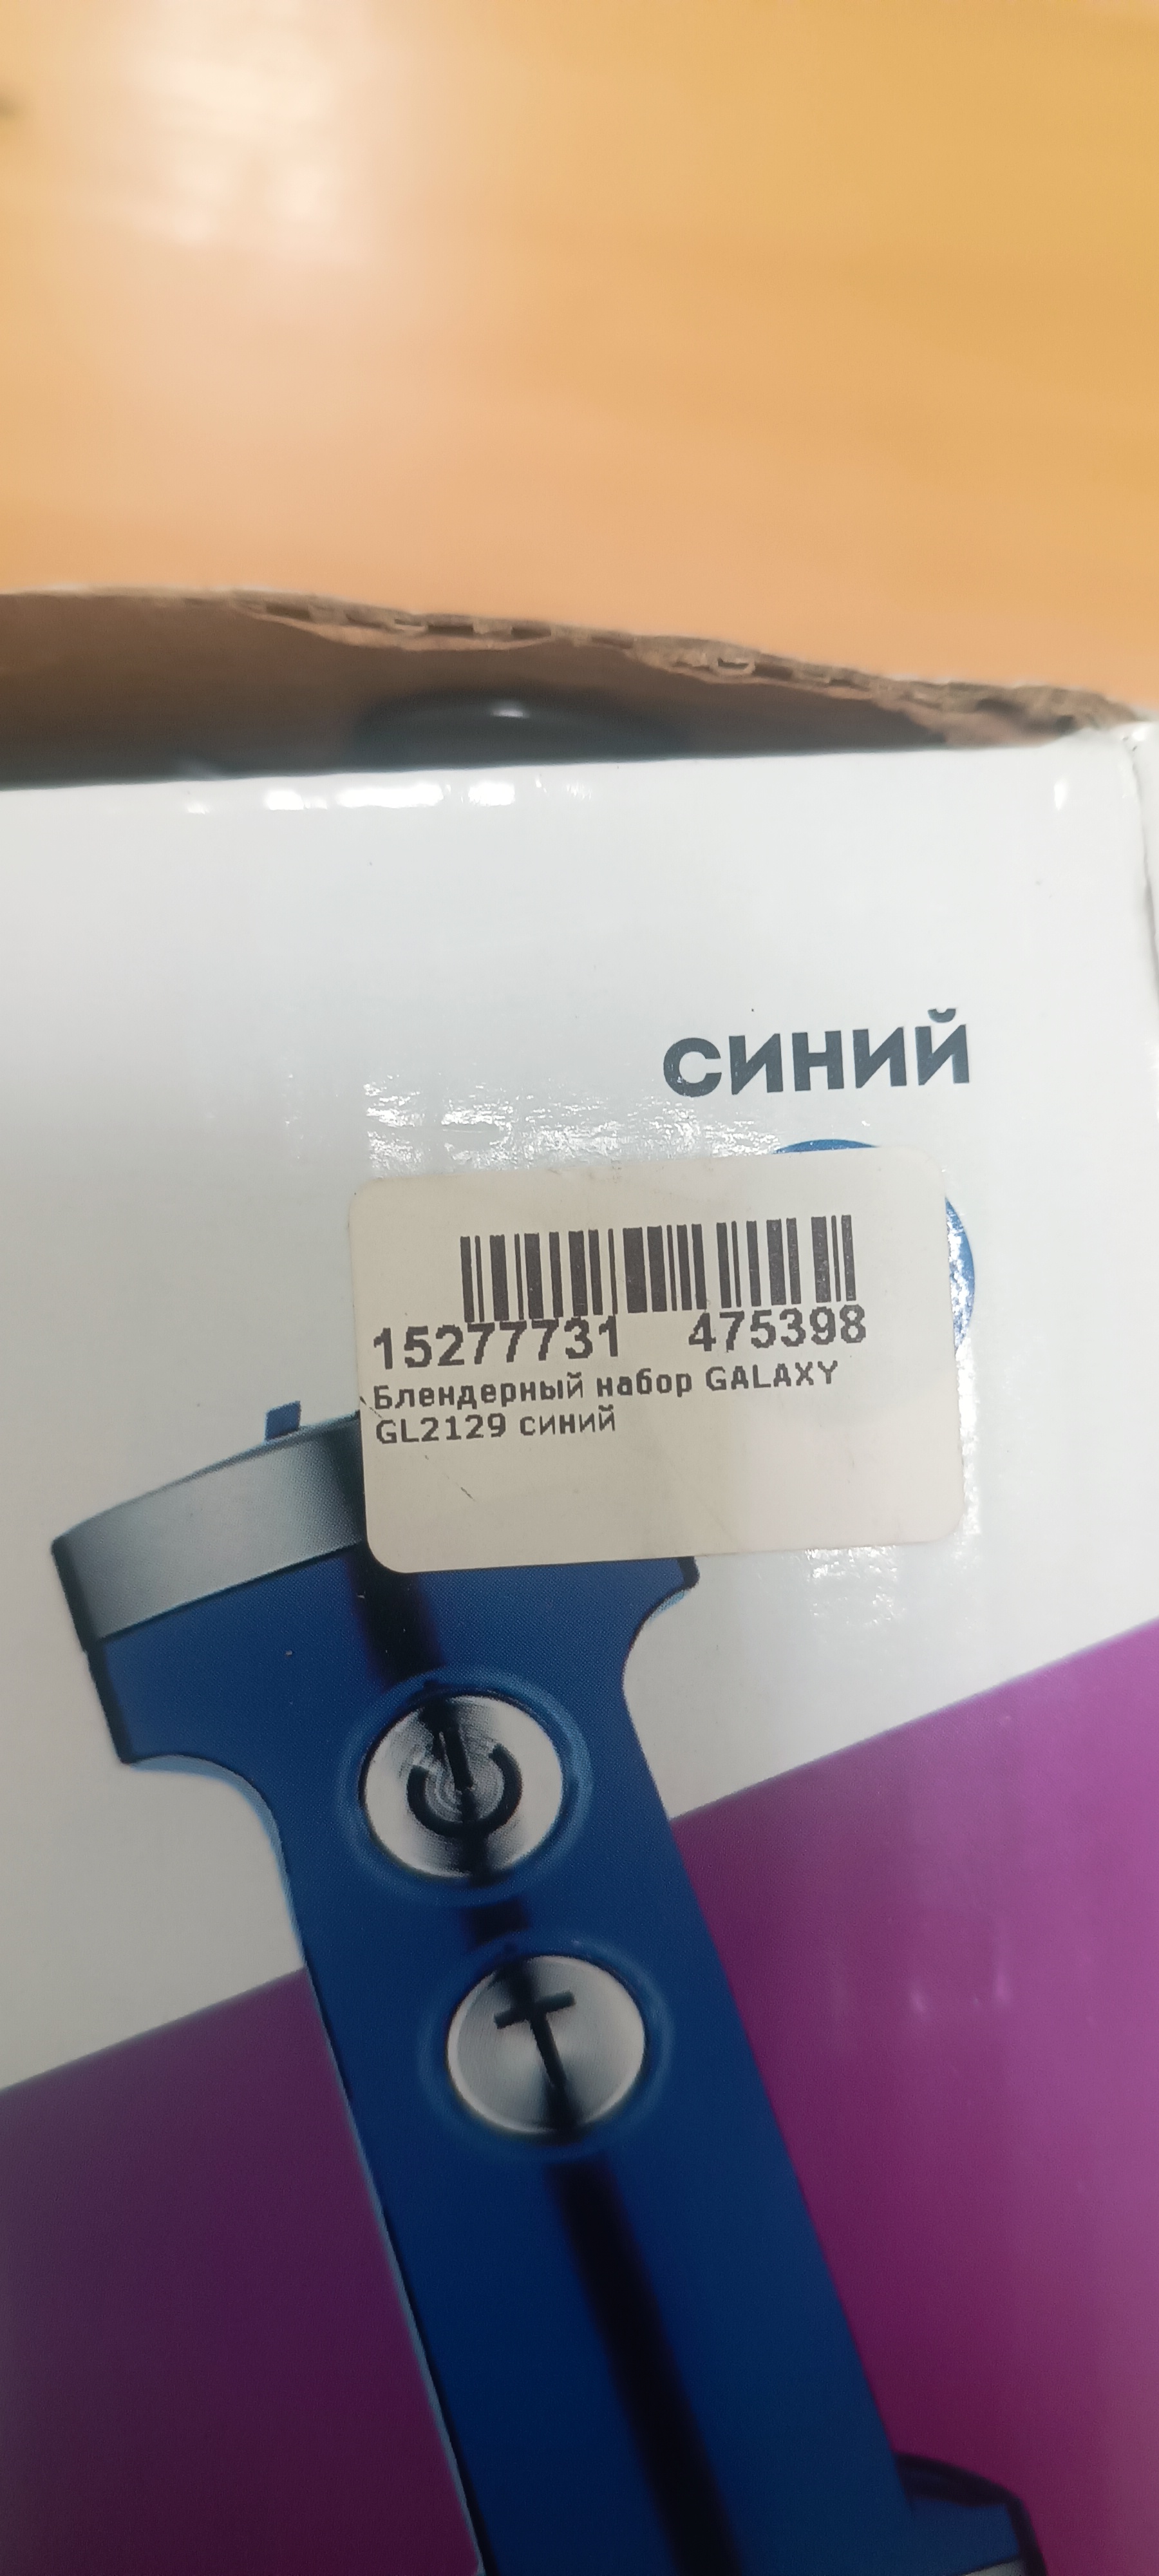 синий
15277731 475398
Блендерный набор GALAXY
GL2129 синий
T